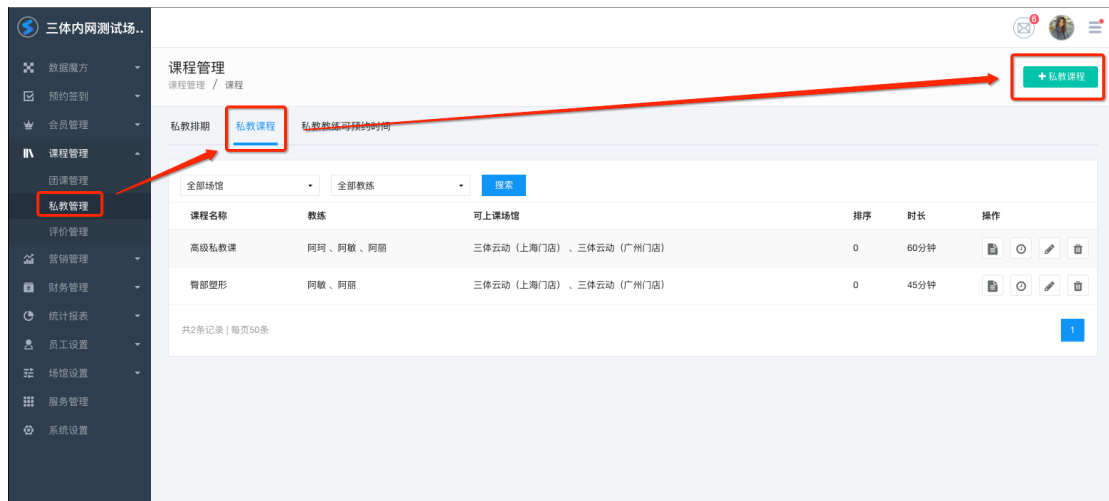 三体内网测试场..
6
数据魔方
预约签到
会员管理
课程管理
团课管理
私教管理
评价管理
营销管理
财务管理
统计报表
员工设置
场馆设置
服务管理
系统设置
课程管理
课程管理 / 课程
+私教课程
私教排期 私教课程 私教教练可预约时间
全部场馆 全部教练 搜索
课程名称 教练 可上课场馆 排序 时长 操作
高级私教课 阿珂 、阿敏 、阿丽 三体云动（上海门店） 、三体云动（广州门店） 0 60分钟
臀部塑形 阿敏 、阿丽 三体云动（上海门店） 、三体云动（广州门店） 0 45分钟
共2条记录 | 每页50条 1